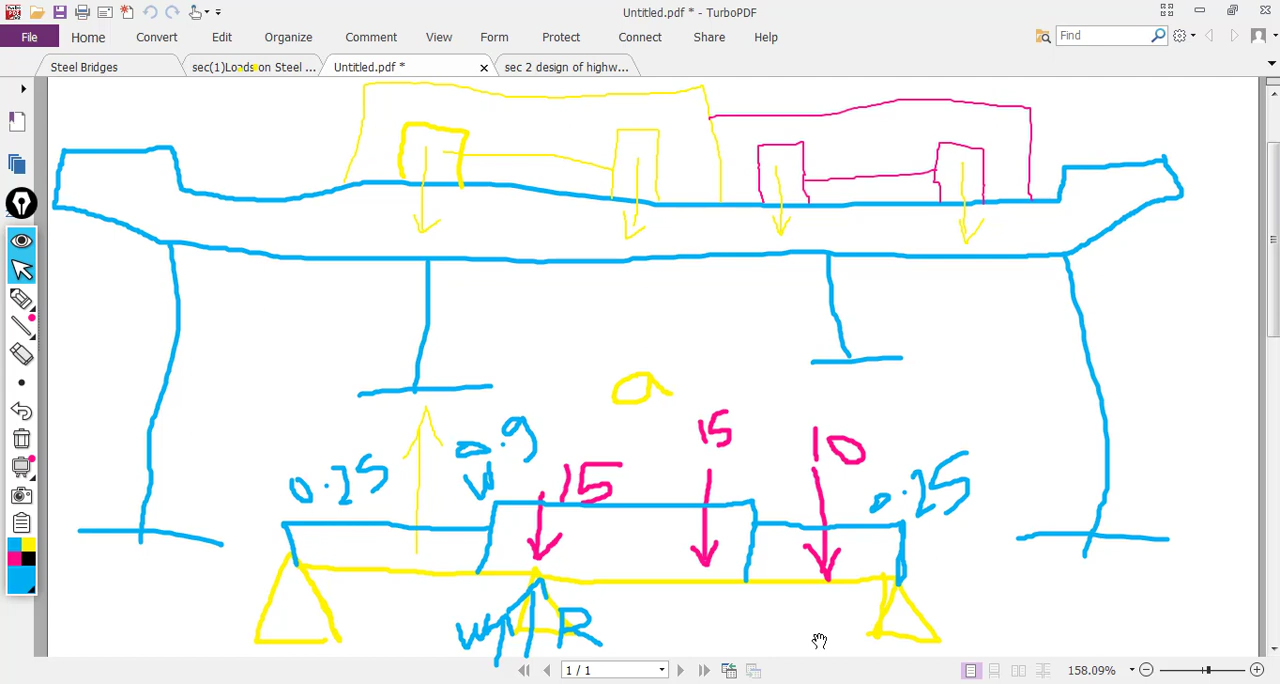 Untitled.pdf * - TurboPDF
File Home Convert Edit Organize Comment View Form Protect Connect Share Help Find
Steel Bridges sec(1)Loads on Steel ... Untitled.pdf * sec 2 design of highw...
a
15
0.9
10
0.25
15
0.25
R
1 / 1
158.09%